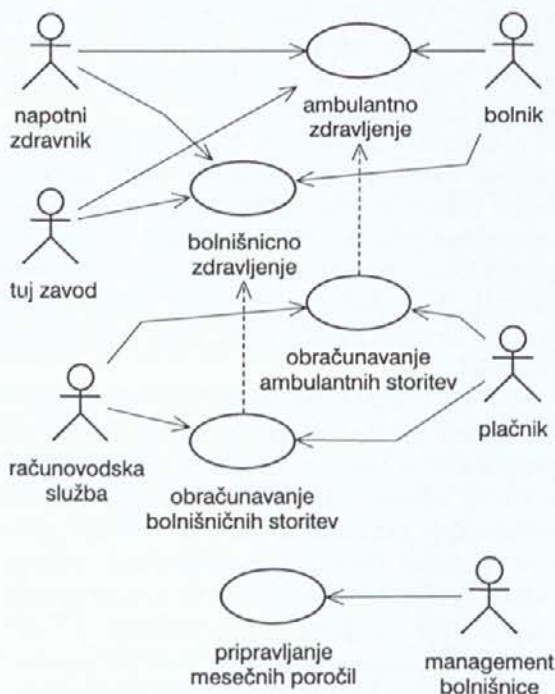 napotni
zdravnik
ambulantno
zdravljenje
bolnik
tuj zavod
bolnišnicno
zdravljenje
obračunavanje
ambulantnih storitev
računovodska
služba
plačnik
obračunavanje
bolnišničnih storitev
pripravljanje
mesečnih poročil
management
bolnišnice